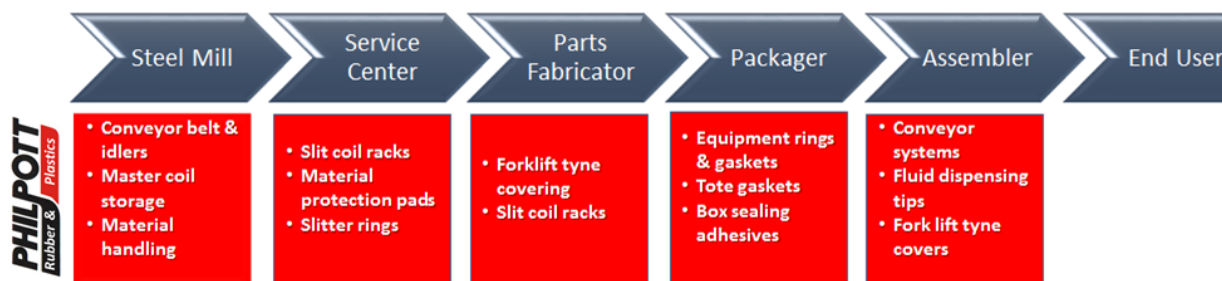 Steel Mill
Service
Center
Parts
Fabricator
Packager
Assembler
End User
PHILPOTT
Rubber & Plastics
• Conveyor belt &
idlers
• Master coil
storage
• Material
handling
• Slit coil racks
• Material
protection pads
• Slitter rings
• Forklift tyne
covering
• Slit coil racks
• Equipment rings
& gaskets
• Tote gaskets
• Box sealing
adhesives
• Conveyor
systems
• Fluid dispensing
tips
• Fork lift tyne
covers